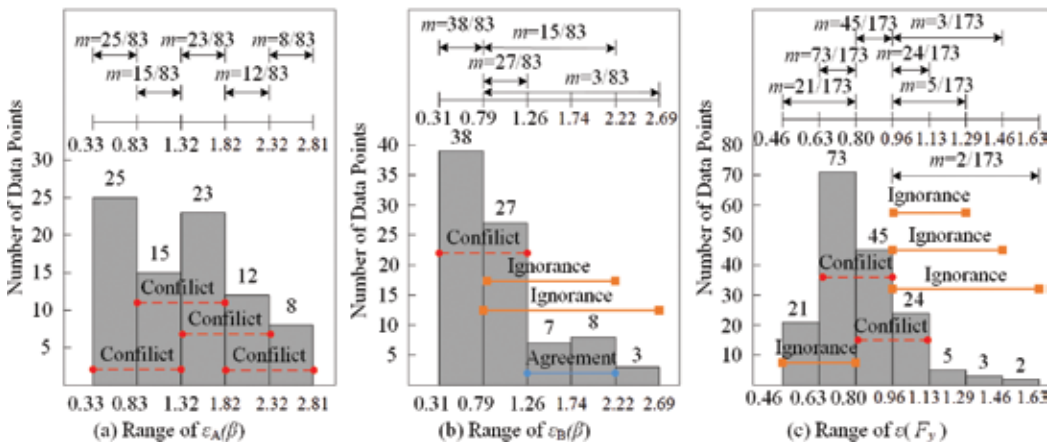 m=25/83 m=23/83 m=8/83
m=15/83 m=12/83
0.33 0.83 1.32 1.82 2.32 2.81
Number of Data Points
30
25
20
15
10
5
25
15
23
12
8
Confilict
Confilict
Confilict
Confilict
0.33 0.83 1.32 1.82 2.32 2.81
(a) Range of εA(β)
m=38/83 m=15/83
m=27/83
m=3/83
0.31 0.79 1.26 1.74 2.22 2.69
Number of Data Points
40
35
30
25
20
15
10
5
38
27
7
8
3
Confilict
Ignorance
Ignorance
Agreement
0.31 0.79 1.26 1.74 2.22 2.69
(b) Range of εB(β)
m=45/173 m=3/173
m=73/173 m=24/173
m=21/173 m=5/173
0.46 0.63 0.80 0.96 1.13 1.29 1.46 1.63
m=2/173
Number of Data Points
70
60
50
40
30
20
10
21
73
45
24
5
3
2
Ignorance
Ignorance
Ignorance
Confilict
Confilict
Ignorance
0.46 0.63 0.80 0.96 1.13 1.29 1.46 1.63
(c) Range of ε(Fy)